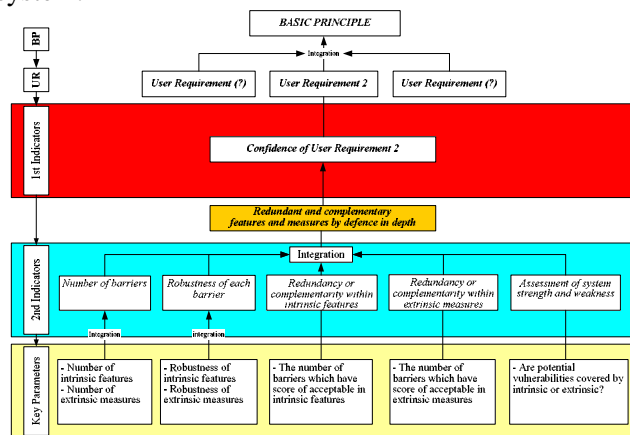 BASIC PRINCIPLE
BP
Integration
UR
User Requirement (?)
User Requirement 2
User Requirement (?)
1st Indicators
Confidence of User Requirement 2
Redundant and complementary
features and measures by defence in depth
2nd Indicators
Integration
Number of barriers
Robustness of each
barrier
Redundancy or
complementarity within
intrinsic features
Redundancy or
complementarity within
extrinsic measures
Assessment of system
strength and weakness
Integration
integration
Key Parameters
- Number of
intrinsic features
- Number of
extrinsic measures
- Robustness of
intrinsic features
- Robustness of
extrinsic measures
- The number of
barriers which have
score of acceptable in
intrinsic features
- The number of
barriers which have
score of acceptable in
extrinsic measures
- Are potential
vulnerabilities covered by
intrinsic or extrinsic?